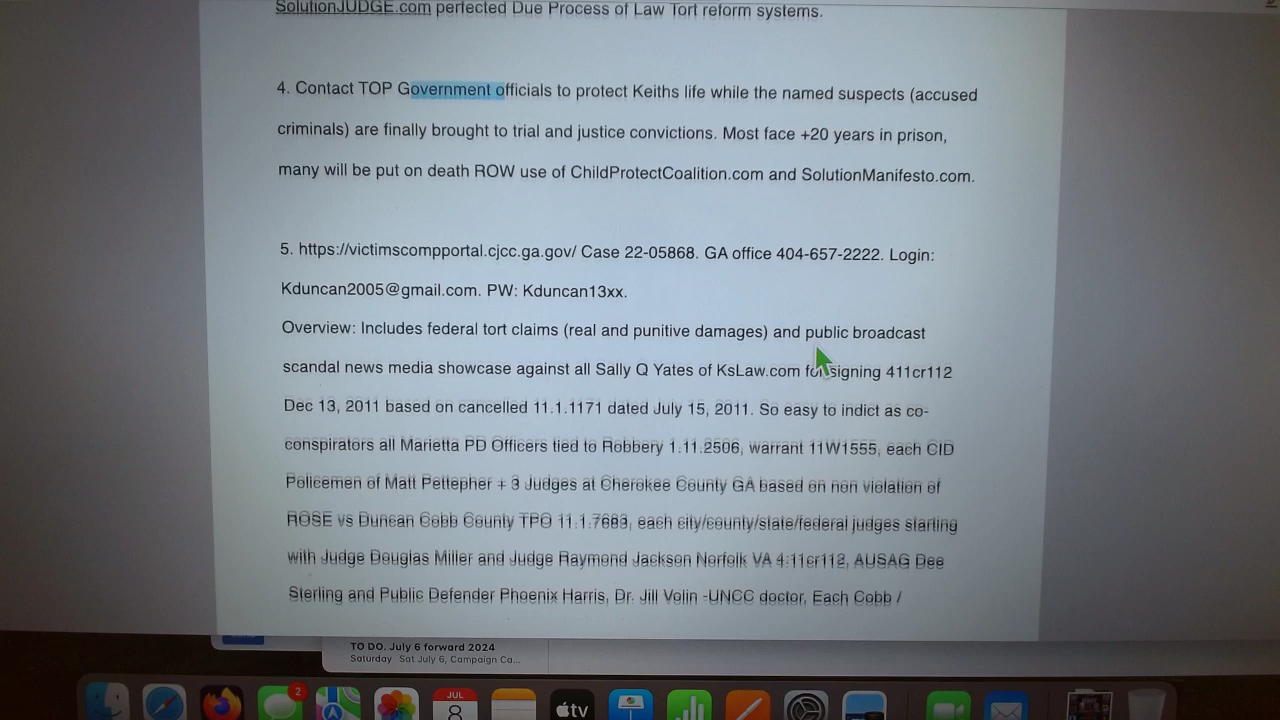 SolutionJUDGE.com perfected Due Process of Law Tort reform systems.
4. Contact TOP Government officials to protect Keiths life while the named suspects (accused
criminals) are finally brought to trial and justice convictions. Most face +20 years in prison,
many will be put on death ROW use of ChildProtectCoalition.com and SolutionManifesto.com.
5. https://victimscompportal.cjcc.ga.gov/ Case 22-05868. GA office 404-657-2222. Login:
Kduncan2005@gmail.com. PW: Kduncan13xx.
Overview: Includes federal tort claims (real and punitive damages) and public broadcast
scandal news media showcase against all Sally Q Yates of KsLaw.com for signing 411cr112
Dec 13, 2011 based on cancelled 11.1.1171 dated July 15, 2011. So easy to indict as co-
conspirators all Marietta PD Officers tied to Robbery 1.11.2506, warrant 11W1555, each CID
Policemen of Matt Pettepher + 3 Judges at Cherokee County GA based on non violation of
ROSE vs Duncan Cobb County TPO 11.1.7683, each city/county/state/federal judges starting
with Judge Douglas Miller and Judge Raymond Jackson Norfolk VA 4:11cr112, AUSAG Dee
Sterling and Public Defender Phoenix Harris, Dr. Jill Volin -UNCC doctor, Each Cobb /
TO DO. July 6 forward 2024
Saturday Sat July 6, Campaign Ca...
2
JUL
8
tv